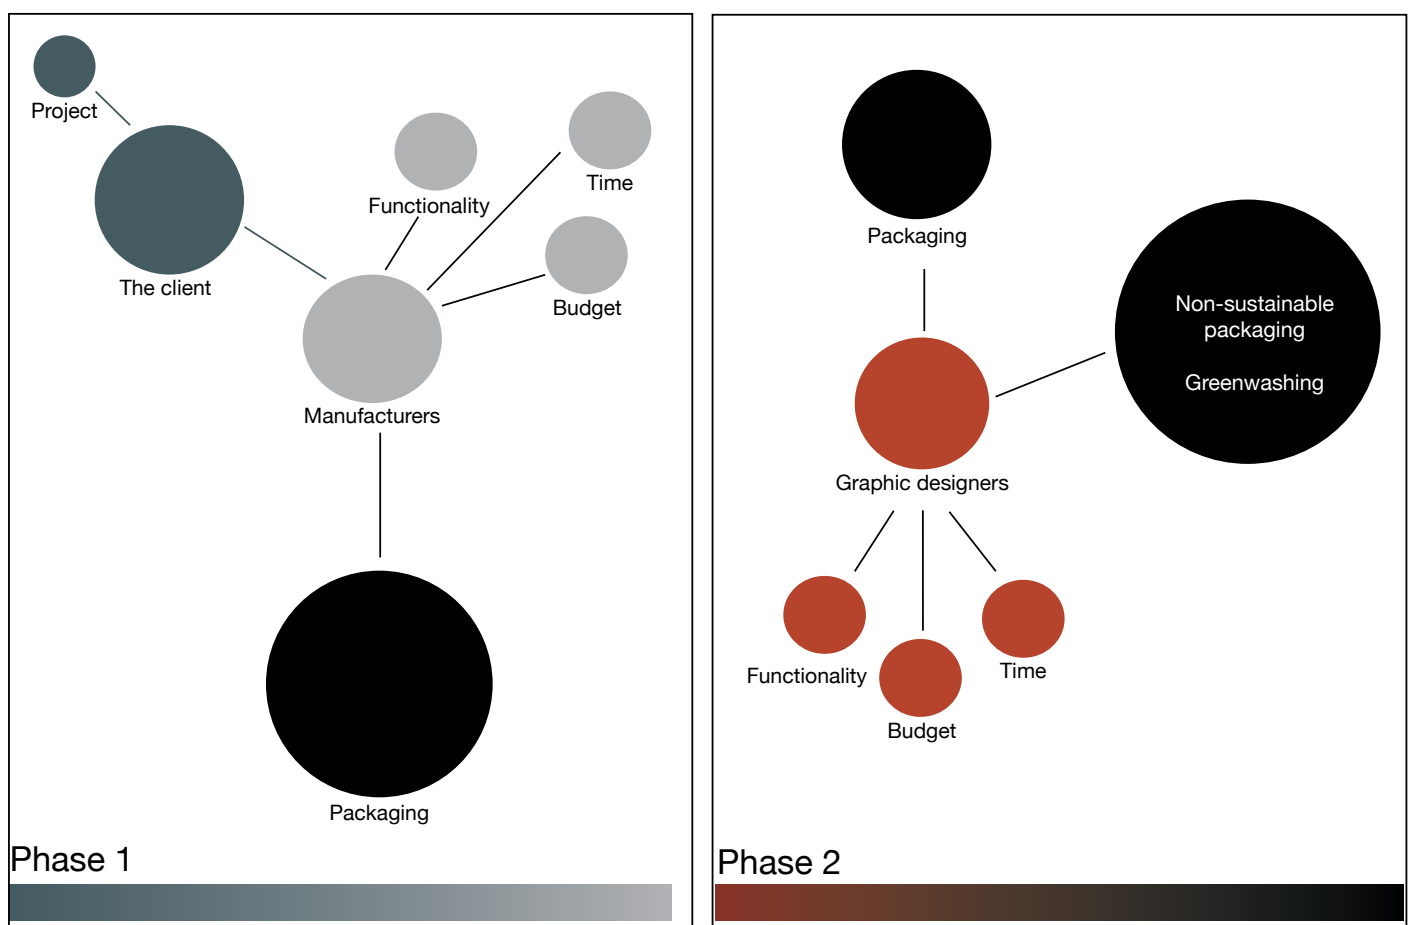 Project
The client
Functionality
Time
Budget
Manufacturers
Packaging
Phase 1
Packaging
Non-sustainable
packaging
Greenwashing
Graphic designers
Functionality
Budget
Time
Phase 2